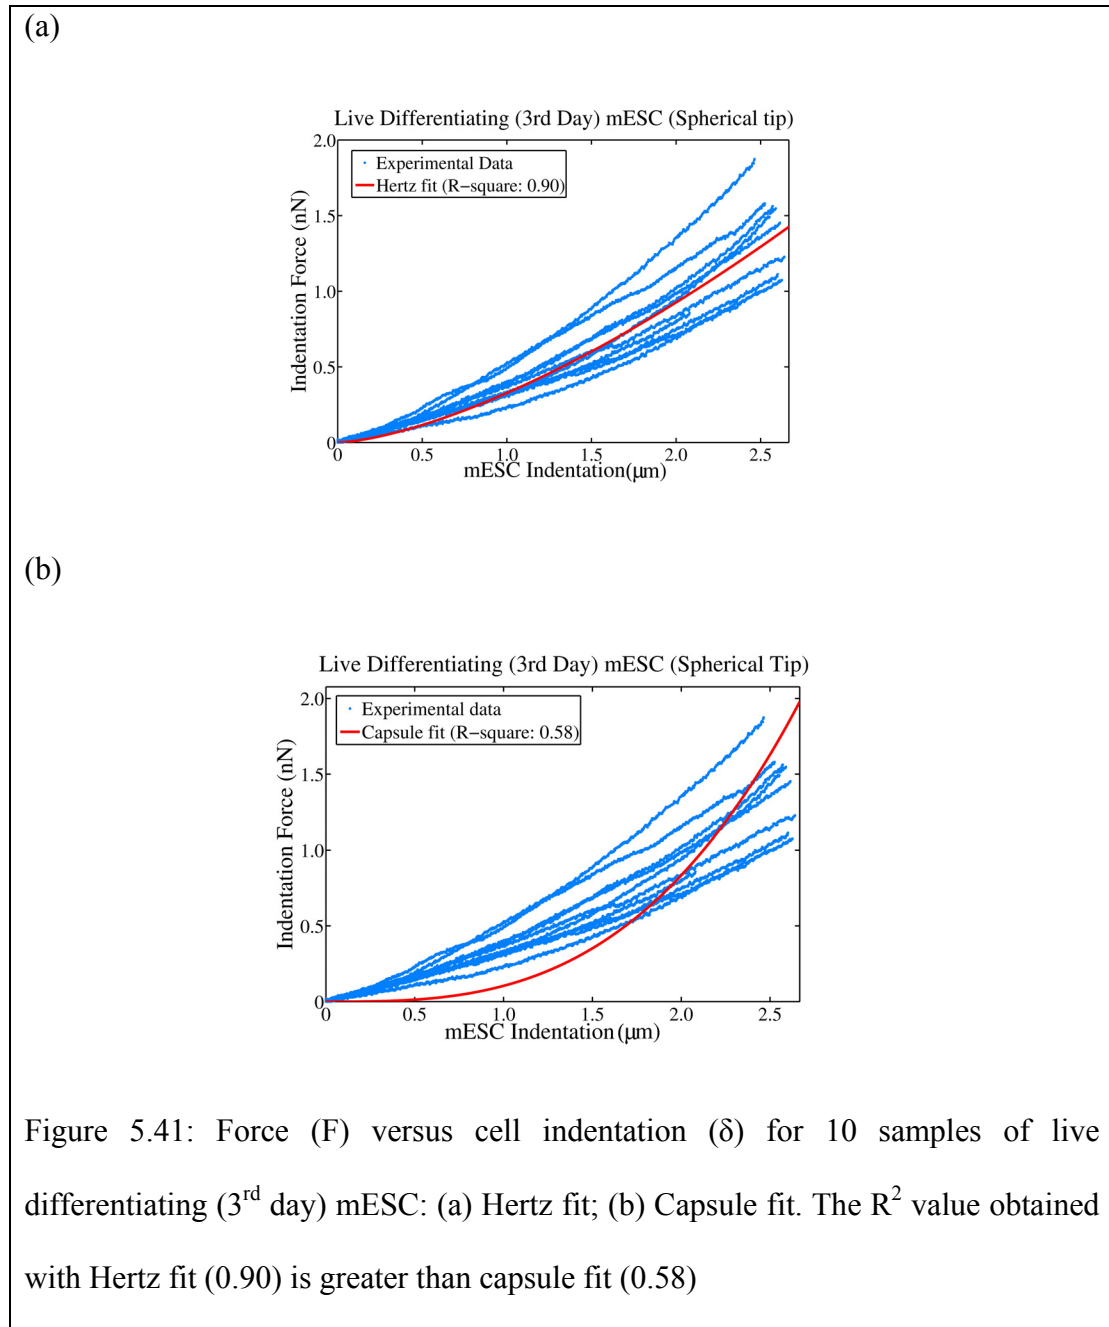 (a)
Live Differentiating (3rd Day) mESC (Spherical tip)
2.0
Experimental Data
Hertz fit (R−square: 0.90)
1.5
Indentation Force (nN)
1.0
0.5
0
0 0.5 1.0 1.5 2.0 2.5
mESC Indentation(μm)
(b)
Live Differentiating (3rd Day) mESC (Spherical Tip)
2.0
Experimental data
Capsule fit (R−square: 0.58)
1.5
Indentation Force (nN)
1.0
0.5
0
0 0.5 1.0 1.5 2.0 2.5
mESC Indentation (μm)
Figure 5.41: Force (F) versus cell indentation (δ) for 10 samples of live
differentiating (3rd day) mESC: (a) Hertz fit; (b) Capsule fit. The R2 value obtained
with Hertz fit (0.90) is greater than capsule fit (0.58)